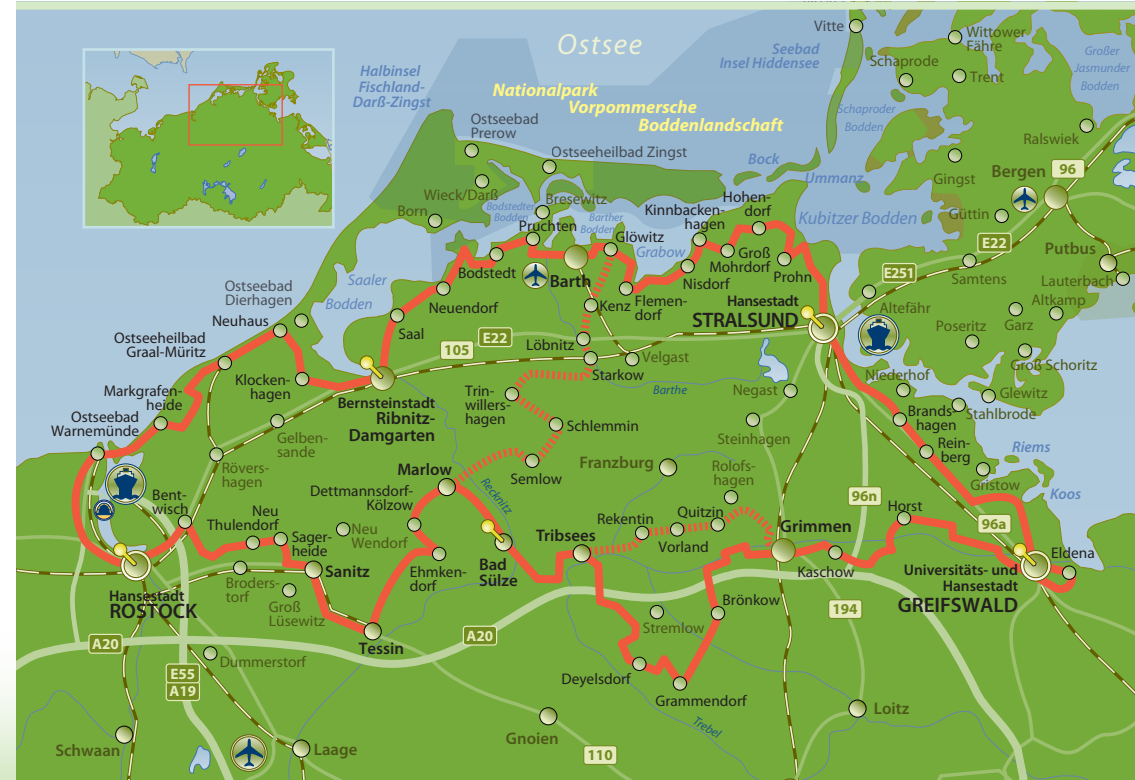 Vitte
Ostsee
Seebad
Insel Hiddensee
Wittower
Fähre
Schaprode
Trent
Großer
Jasmunder
Bodden
Halbinsel
Fischland-
Darß-Zingst
Nationalpark
Vorpommersche
Boddenlandschaft
Schaproder
Bodden
Ostseebad
Prerow
Ostseeheilbad Zingst
Ralswiek
Bock
Ummanz
Bergen
96
Gingst
Wieck/Darß
Bresewitz
Born
Bodstedter
Bodden
Barther
Bodden
Kinnbacken-
hagen
Hohen-
dorf
Kubitzer Bodden
Güttin
Pruchten
Glöwitz
Grabow
E22
Putbus
Bodstedt
Barth
Groß
Mohrdorf
Prohn
Nisdorf
Samtens
E251
Lauterbach
Saaler
Bodden
Ostseebad
Dierhagen
Neuendorf
Kenz
Flemen-
dorf
Hansestadt
STRALSUND
Altefähr
Altkamp
Garz
Poseritz
Neuhaus
Saal
E22
105
Löbnitz
Velgast
Ostseeheilbad
Graal-Müritz
Starkow
Groß Schoritz
Markgrafen-
heide
Klocken-
hagen
Bernsteinstadt
Ribnitz-
Damgarten
Trin-
willers-
hagen
Barthe
Negast
Niederhof
Glewitz
Stahlbrode
Ostseebad
Warnemünde
Gelben-
sande
Schlemmin
Steinhagen
Brands-
hagen
Rein-
berg
Riems
Rövers-
hagen
Marlow
Semlow
Franzburg
Rolofs-
hagen
Gristow
Koos
Bent-
wisch
Dettmannsdorf-
Kölzow
Recknitz
96n
Neu
Thulendorf
Sager-
heide
Neu
Wendorf
Rekentin
Quitzin
Vorland
Grimmen
Horst
96a
Tribsees
Eldena
Sanitz
Ehmken-
dorf
Bad
Sülze
Kaschow
Universitäts- und
Hansestadt
GREIFSWALD
Hansestadt
ROSTOCK
Broders-
torf
Groß
Lüsewitz
Brönkow
194
Stremlow
A20
Tessin
A20
Dummerstorf
E55
A19
Deyelsdorf
Grammendorf
Trebel
Loitz
Gnoien
Schwaan
Laage
110